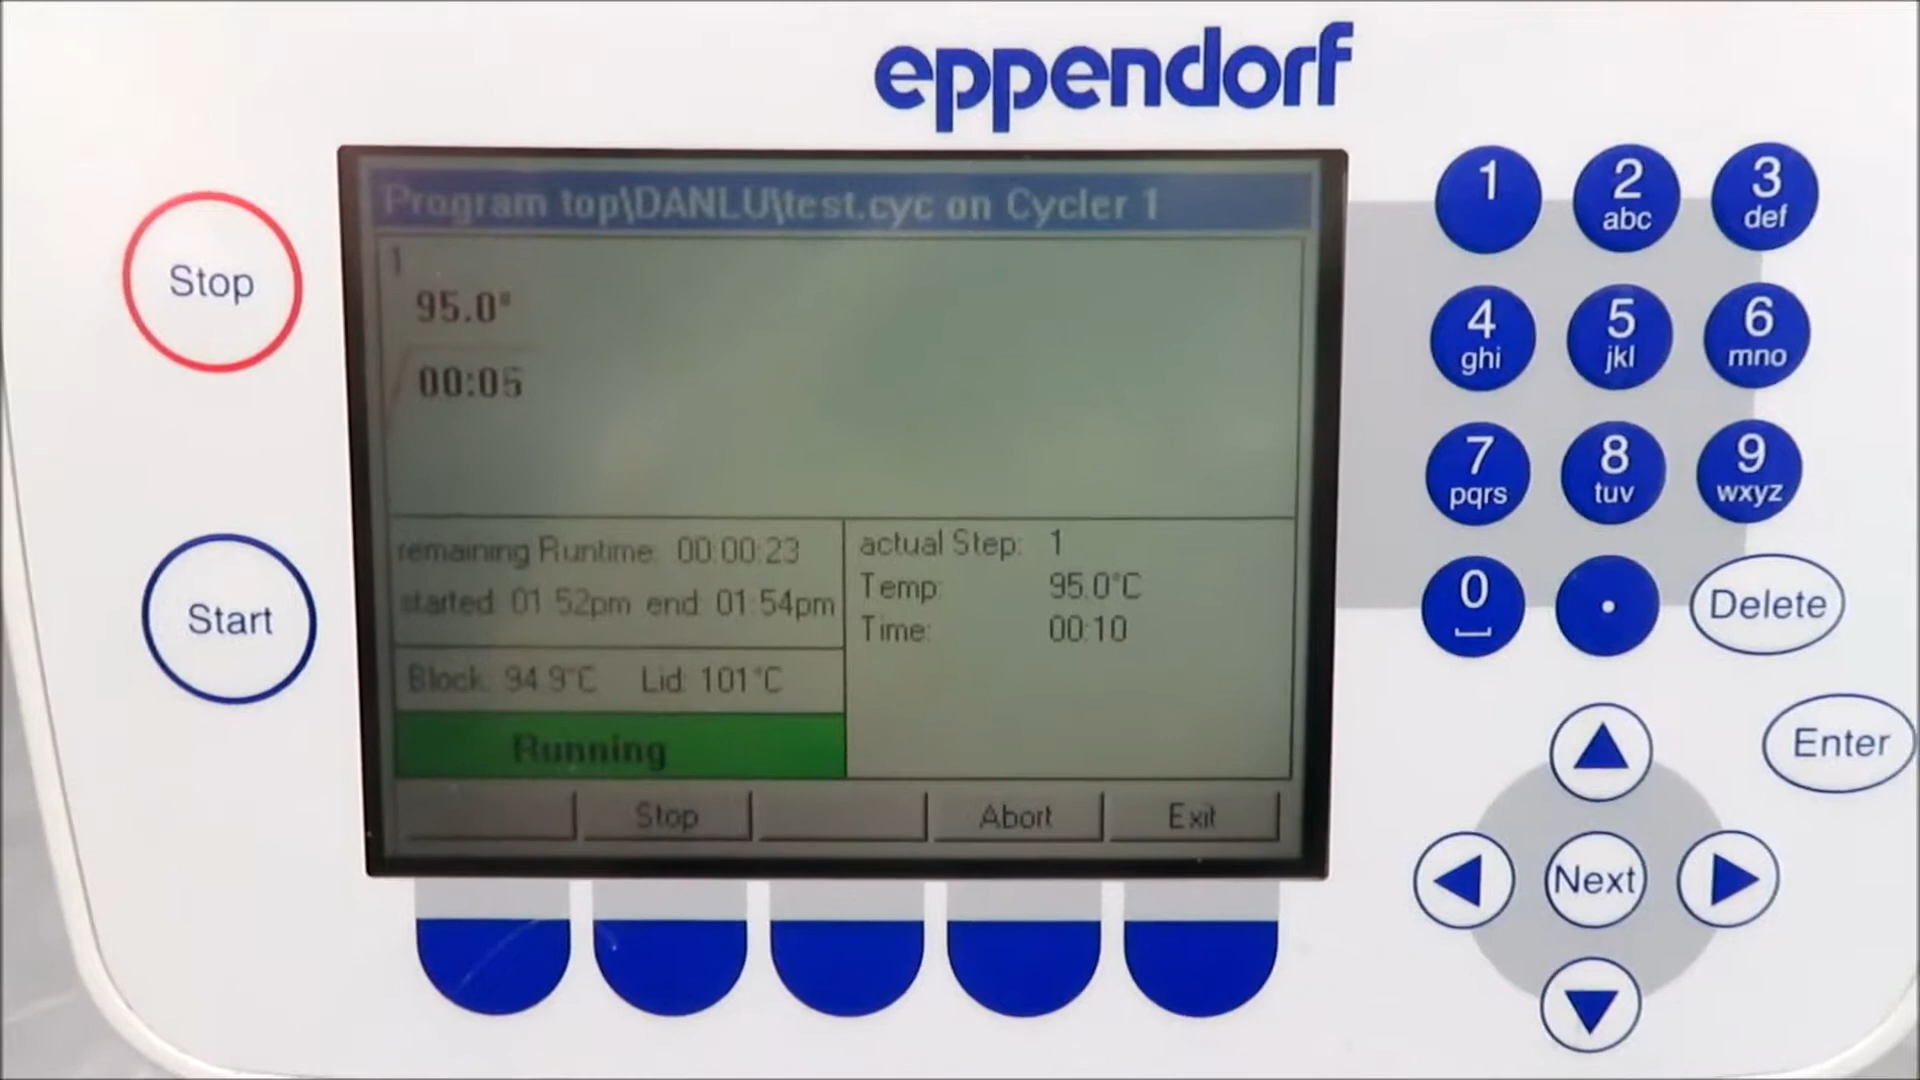 eppendorf
Program top\DANLU\test.cyc on Cycler 1
1
95.0°
00:05
remaining Runtime: 00:00:23
started: 01:52pm end: 01:54pm
Block: 94.9°C Lid: 101°C
Running
actual Step: 1
Temp: 95.0°C
Time: 00:10
Stop Abort Exit
Stop
Start
1 2 abc 3 def
4 ghi 5 jkl 6 mno
7 pqrs 8 tuv 9 wxyz
0 . Delete
Enter
Next